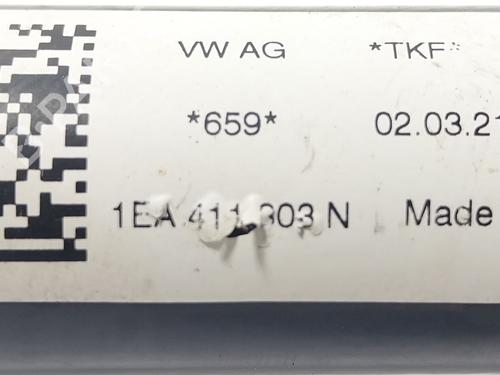 VW AG *TKF*
*659* 02.03.21
1EA 411 303 N Made